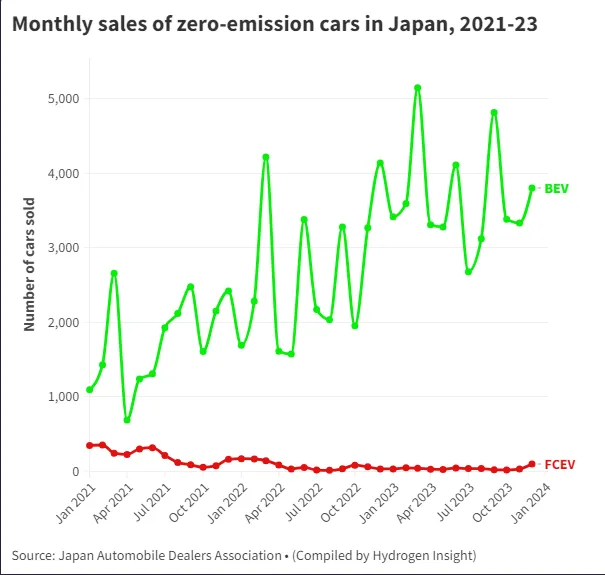 Monthly sales of zero-emission cars in Japan, 2021-23
Number of cars sold
5,000
4,000
3,000
2,000
1,000
0
BEV
FCEV
Jan 2021
Apr 2021
Jul 2021
Oct 2021
Jan 2022
Apr 2022
Jul 2022
Oct 2022
Jan 2023
Apr 2023
Jul 2023
Oct 2023
Jan 2024
Source: Japan Automobile Dealers Association • (Compiled by Hydrogen Insight)